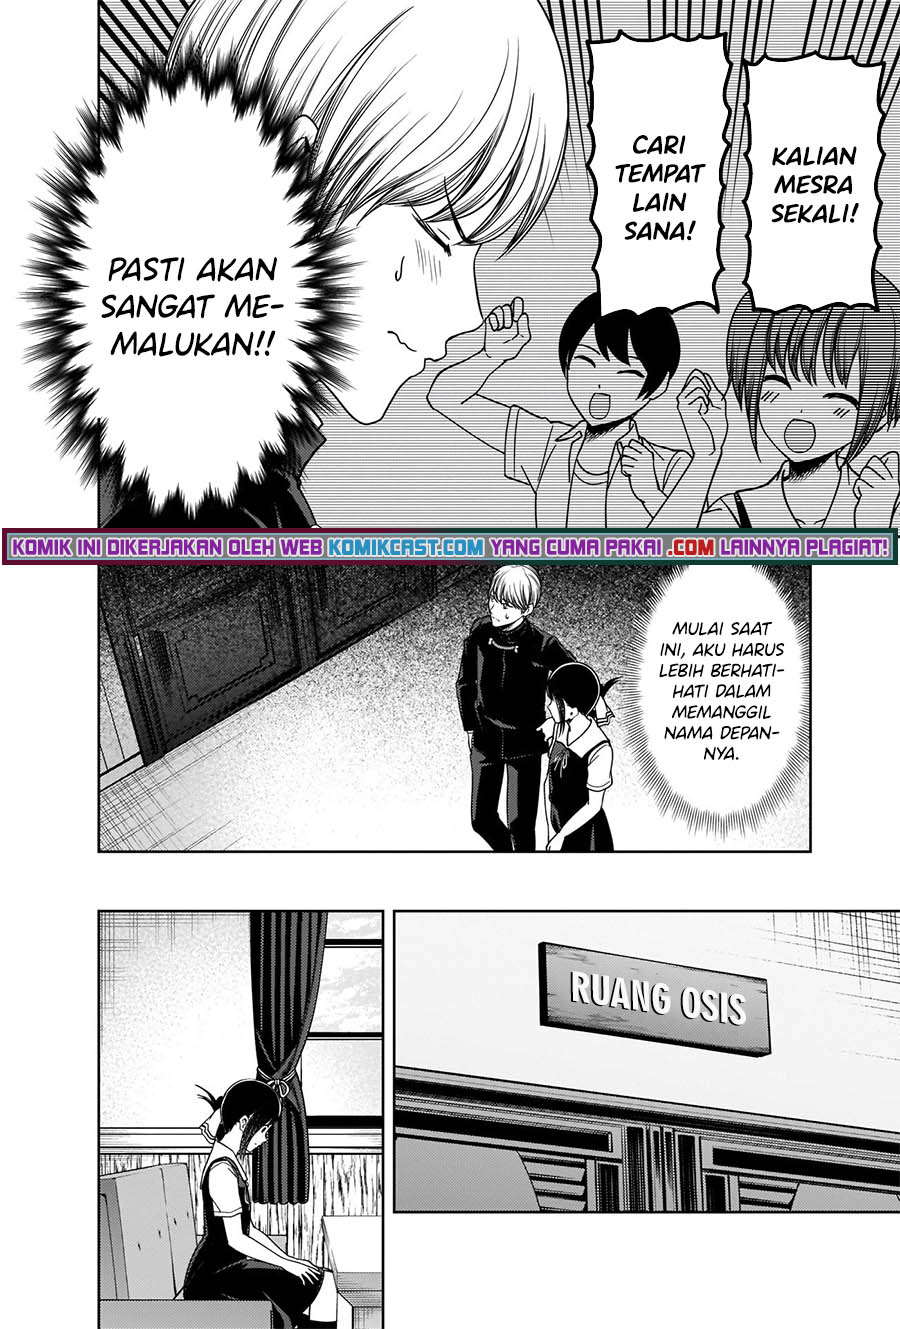 KALIAN
MESRA
SEKALI!
CARI
TEMPAT
LAIN
SANA!
PASTI AKAN
SANGAT ME-
MALUKAN!!
KOMIK INI DIKERJAKAN OLEH WEB KOMIKCAST.COM YANG CUMA PAKAI .COM LAINNYA PLAGIAT!
MULAI SAAT
INI, AKU HARUS
LEBIH BERHATI-
HATI DALAM
MEMANGGIL
NAMA DEPAN-
NYA.
RUANG OSIS